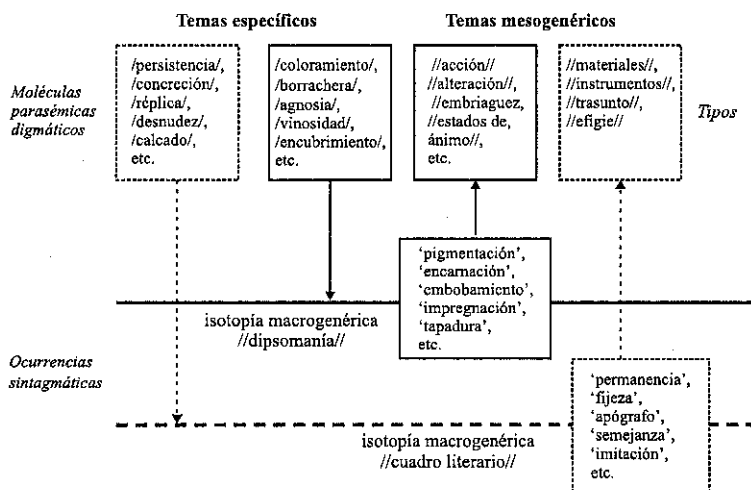 Temas específicos
Temas mesogenéricos
Moléculas
parasémicas
digmáticos
/persistencia/,
/concreción/,
/réplica/,
/desnudez/,
/calcado/,
etc.
/coloramiento/,
/borrachera/,
/agnosia/,
/vinosidad/,
/encubrimiento/,
etc.
//acción//
//alteración//,
//embriaguez,
//estados de,
ánimo//,
etc.
//materiales//,
//instrumentos//,
//trasunto//,
//efigie//
Tipos
‘pigmentación’,
‘encarnación’,
‘embobamiento’,
‘impregnación’,
‘tapadura’,
etc.
isotopía macrogenérica
//dipsomanía//
Ocurrencias
sintagmáticas
‘permanencia’,
‘fijeza’,
‘apógrafo’,
‘semejanza’,
‘imitación’,
etc.
isotopía macrogenérica
//cuadro literario//